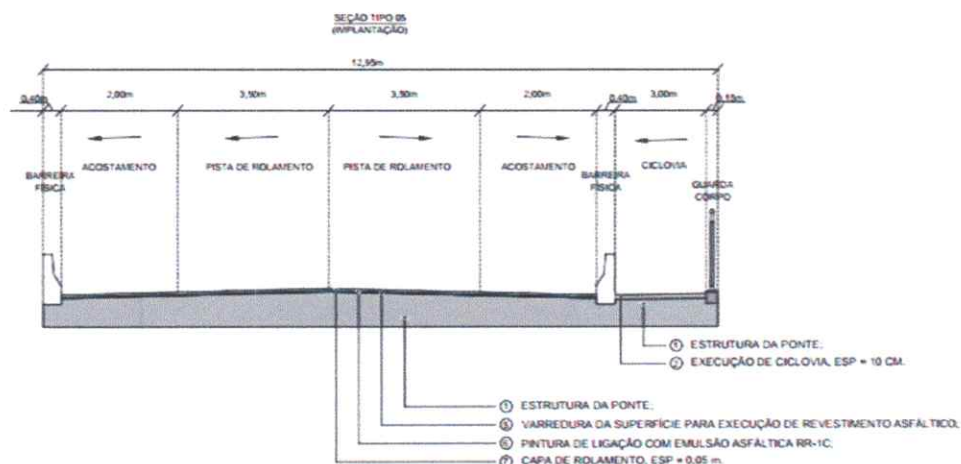 SEÇÃO TIPO 05
(IMPLANTAÇÃO)
12,95m
0,40m 2,00m 3,50m 3,50m 2,00m 0,40m 3,00m 0,15m
BARREIRA FÍSICA
ACOSTAMENTO
PISTA DE ROLAMENTO
PISTA DE ROLAMENTO
ACOSTAMENTO
BARREIRA FÍSICA
CICLOVIA
GUARDA CORPO
1 ESTRUTURA DA PONTE;
2 EXECUÇÃO DE CICLOVIA, ESP = 10 CM.
1 ESTRUTURA DA PONTE;
5 VARREDURA DA SUPERFÍCIE PARA EXECUÇÃO DE REVESTIMENTO ASFÁLTICO;
6 PINTURA DE LIGAÇÃO COM EMULSÃO ASFÁLTICA RR-1C;
7 CAPA DE ROLAMENTO, ESP = 0,05 m.